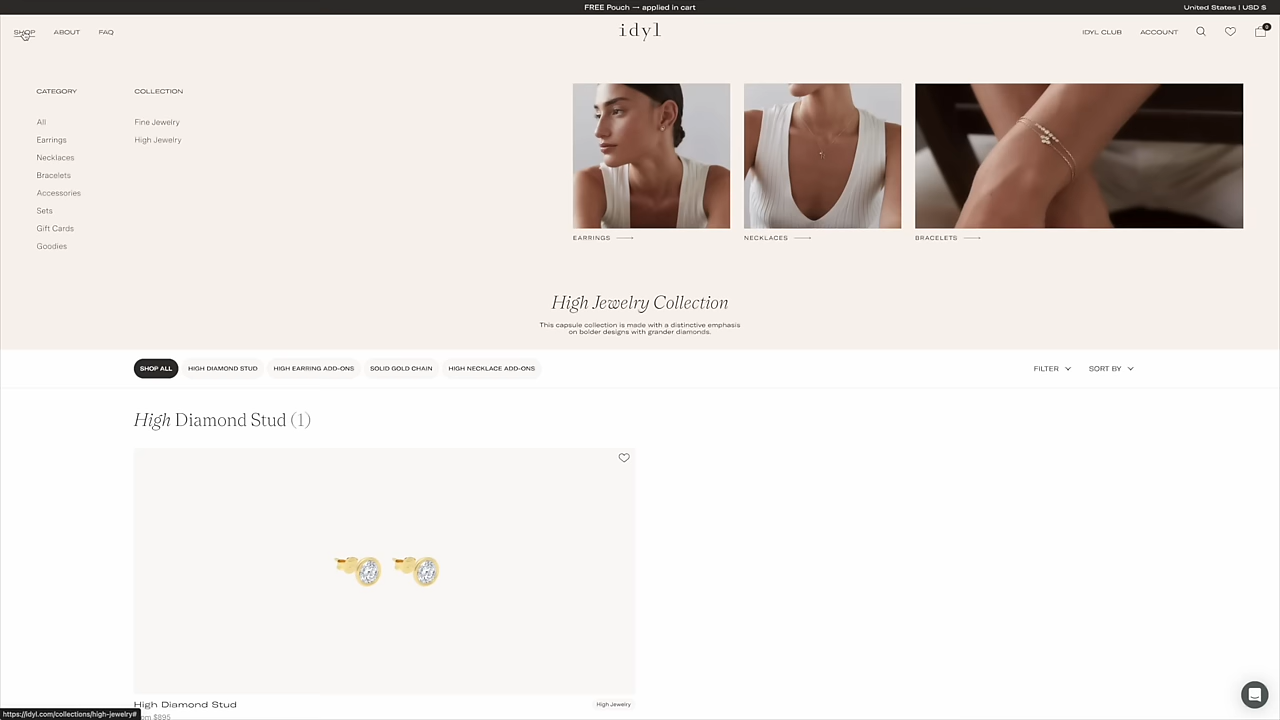 FREE Pouch — applied in cart
United States | USD $
SHOP
ABOUT
FAQ
idyl
IDYL CLUB
ACCOUNT
0
CATEGORY
All
Earrings
Necklaces
Bracelets
Accessories
Sets
Gift Cards
Goodies
COLLECTION
Fine Jewelry
High Jewelry
EARRINGS
NECKLACES
BRACELETS
High Jewelry Collection
This capsule collection is made with a distinctive emphasis
on bolder designs with grander diamonds.
SHOP ALL
HIGH DIAMOND STUD
HIGH EARRING ADD-ONS
SOLID GOLD CHAIN
HIGH NECKLACE ADD-ONS
FILTER
SORT BY
High Diamond Stud (1)
High Diamond Stud
High Jewelry
$895
https://idyl.com/collections/high-jewelry#